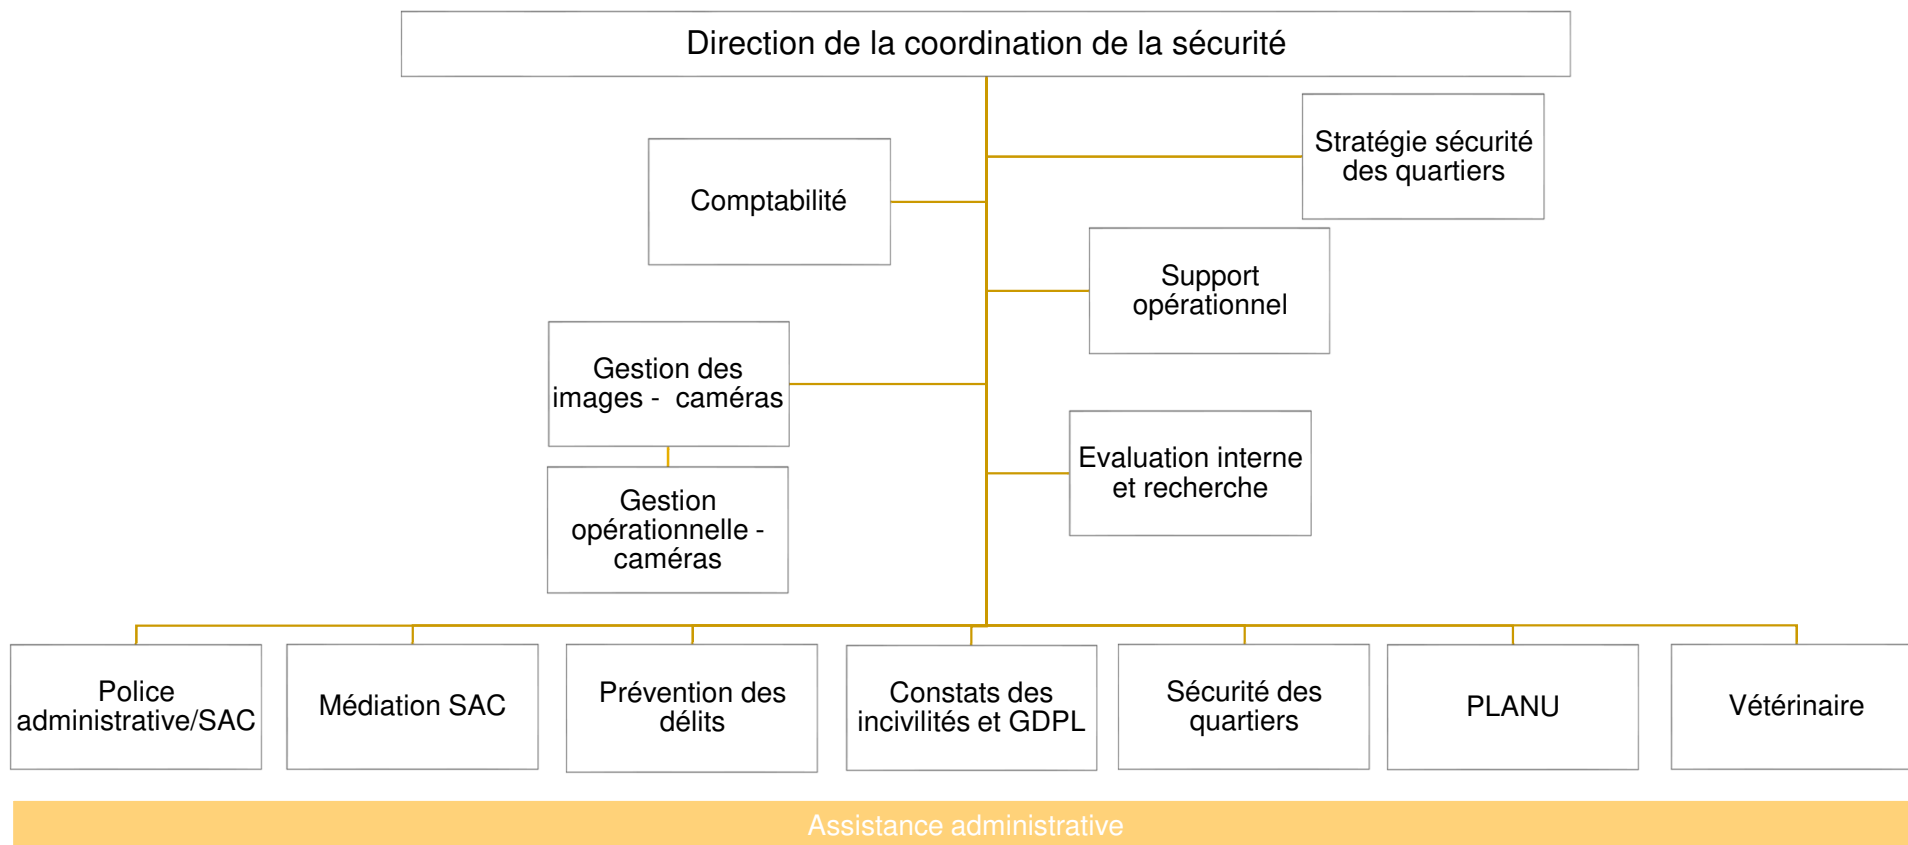 Direction de la coordination de la sécurité
Stratégie sécurité
des quartiers
Comptabilité
Support
opérationnel
Gestion des
images -  caméras
Evaluation interne
et recherche
Gestion
opérationnelle -
caméras
Police
administrative/SAC
Médiation SAC
Prévention des
délits
Constats des
incivilités et GDPL
Sécurité des
quartiers
PLANU
Vétérinaire
Assistance administrative